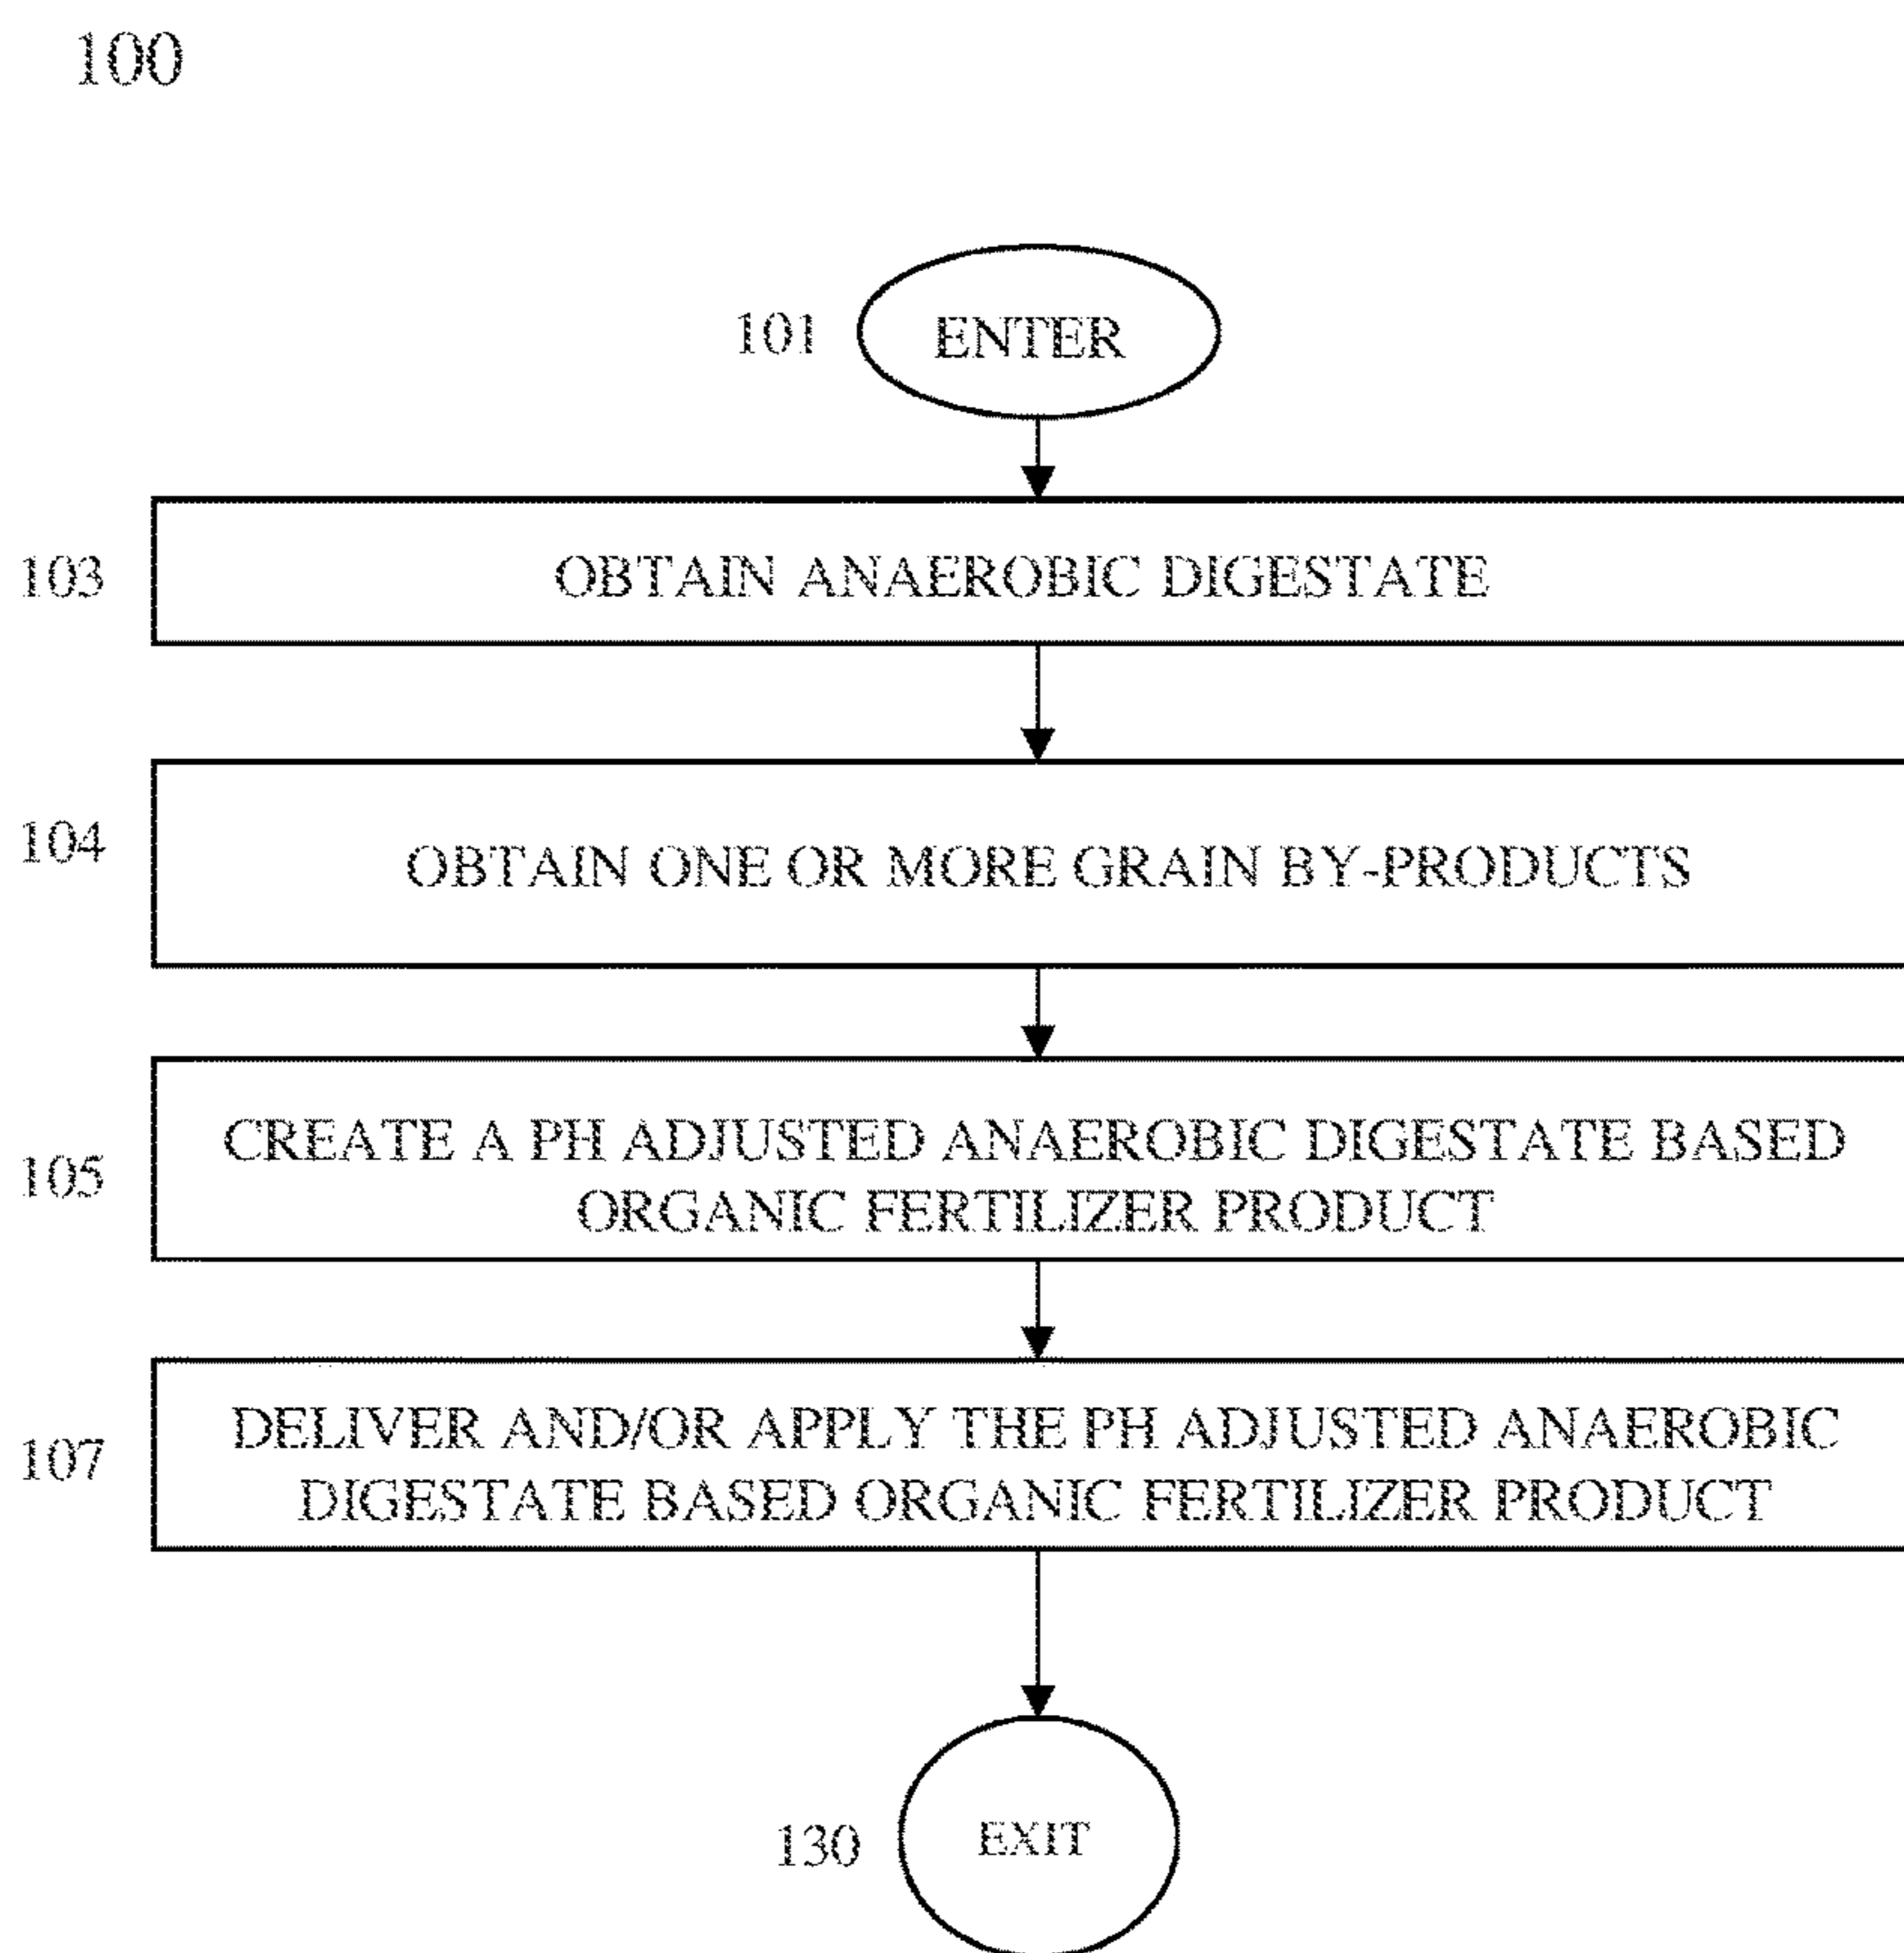 100
101 ENTER
103 OBTAIN ANAEROBIC DIGESTATE
104 OBTAIN ONE OR MORE GRAIN BY-PRODUCTS
CREATE A PH ADJUSTED ANAEROBIC DIGESTATE BASED
105
ORGANIC FERTILIZER PRODUCT
DELIVER AND/OR APPLY THE PH ADJUSTED ANAEROBIC
107
DIGESTATE BASED ORGANIC FERTILIZER PRODUCT
130 EXIT